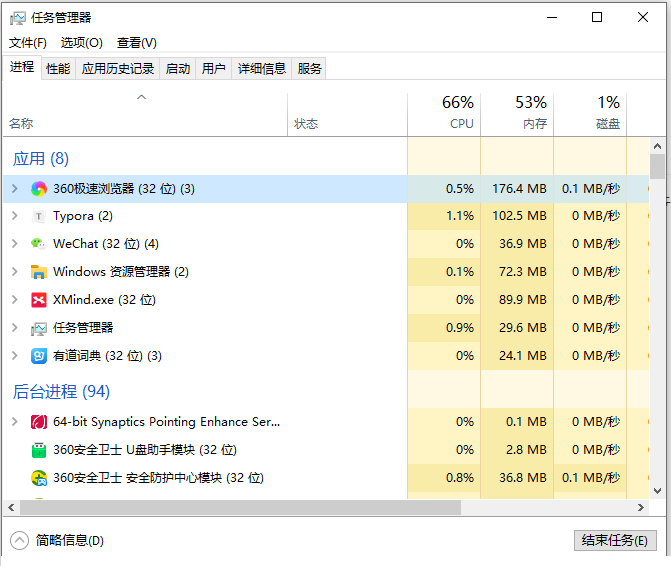 任务管理器
文件(F) 选项(O) 查看(V)
进程 性能 应用历史记录 启动 用户 详细信息 服务
66% 53% 1%
名称 状态 CPU 内存 磁盘
应用 (8)
360极速浏览器 (32 位) (3) 0.5% 176.4 MB 0.1 MB/秒
T Typora (2) 1.1% 102.5 MB 0 MB/秒
WeChat (32 位) (4) 0% 36.9 MB 0 MB/秒
Windows 资源管理器 (2) 0.1% 72.3 MB 0 MB/秒
XMind.exe (32 位) 0% 89.9 MB 0 MB/秒
任务管理器 0.9% 29.6 MB 0 MB/秒
有道词典 (32 位) (3) 0% 24.1 MB 0 MB/秒
后台进程 (94)
64-bit Synaptics Pointing Enhance Ser... 0% 0.1 MB 0 MB/秒
360安全卫士 U盘助手模块 (32 位) 0% 2.8 MB 0 MB/秒
360安全卫士 安全防护中心模块 (32 位) 0.8% 36.8 MB 0.1 MB/秒
简略信息(D) 结束任务(E)